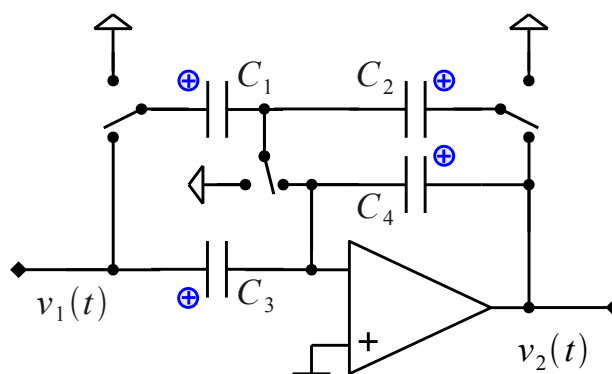 ⊕ C₁ C₂ ⊕
⊕
C₄
v₁(t) ⊕ C₃
+ v₂(t)